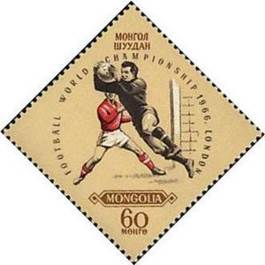 МОНГОЛ
ШУУДАН
FOOTBALL WORLD CHAMPIONSHIP 1966, LONDON
MONGOLIA
60
МӨНГӨ